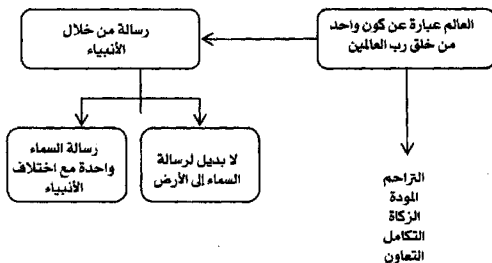 العالم عبارة عن كون واحد
من خلق رب العالمين
رسالة من خلال
الأنبياء
لا بديل لرسالة
السماء إلى الأرض
رسالة السماء
واحدة مع اختلاف
الأنبياء
التراحم
المودة
الزكاة
التكامل
التعاون